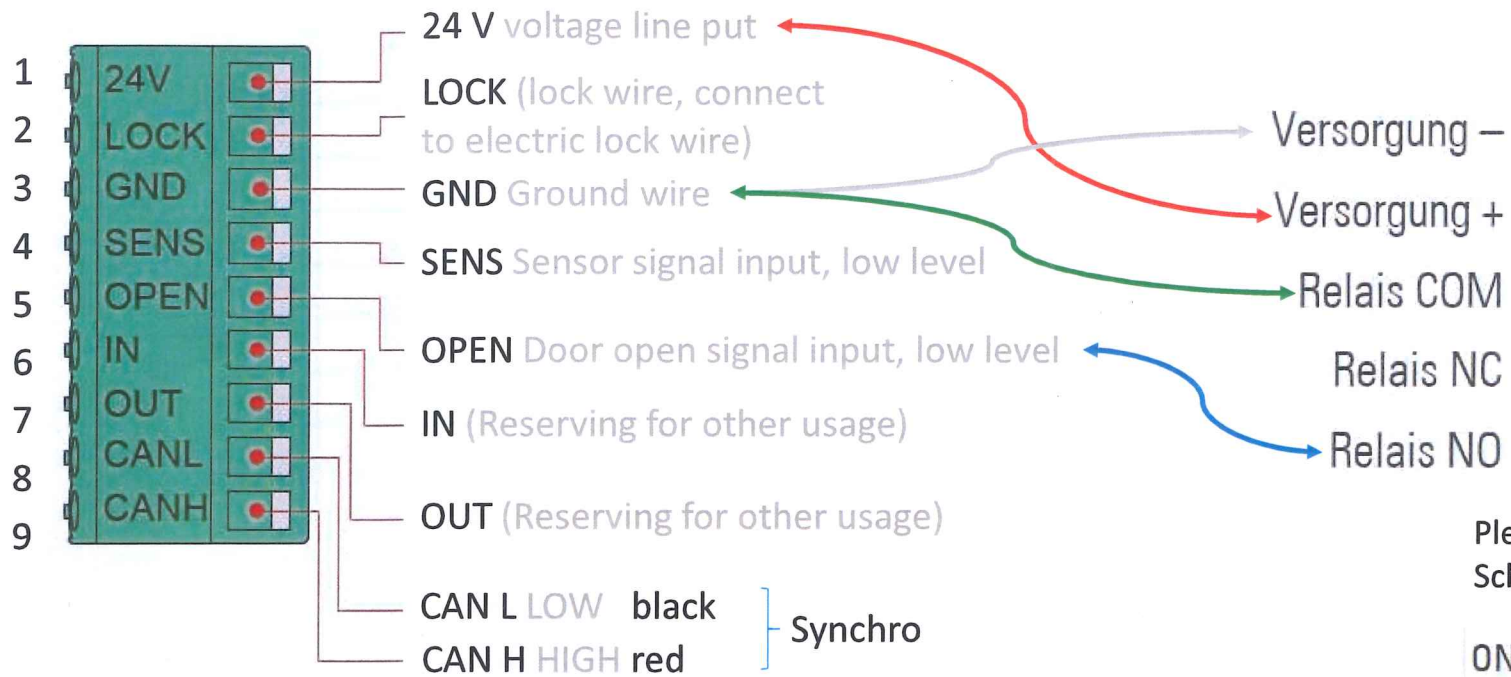 1
2
3
4
5
6
7
8
9
24V
LOCK
GND
SENS
OPEN
IN
OUT
CANL
CANH
24 V voltage line put
LOCK (lock wire, connect
to electric lock wire)
GND Ground wire
SENS Sensor signal input, low level
OPEN Door open signal input, low level
IN (Reserving for other usage)
OUT (Reserving for other usage)
CAN L LOW black
CAN H HIGH red
Synchro
Versorgung –
Versorgung +
Relais COM
Relais NC
Relais NO
Ple
Scl
ON